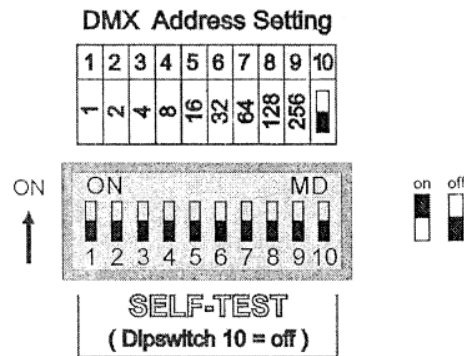 DMX Address Setting
1 2 3 4 5 6 7 8 9 10
1 2 4 8 16 32 64 128 256
ON
ON MD
on off
1 2 3 4 5 6 7 8 9 10
SELF-TEST
( Dipswitch 10 = off )